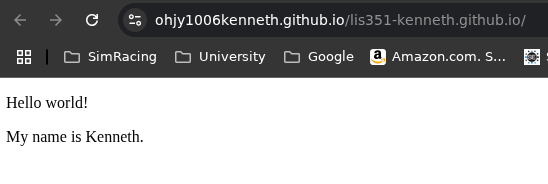 ohjy1006kenneth.github.io/lis351-kenneth.github.io/
SimRacing University Google Amazon.com. S...
Hello world!
My name is Kenneth.